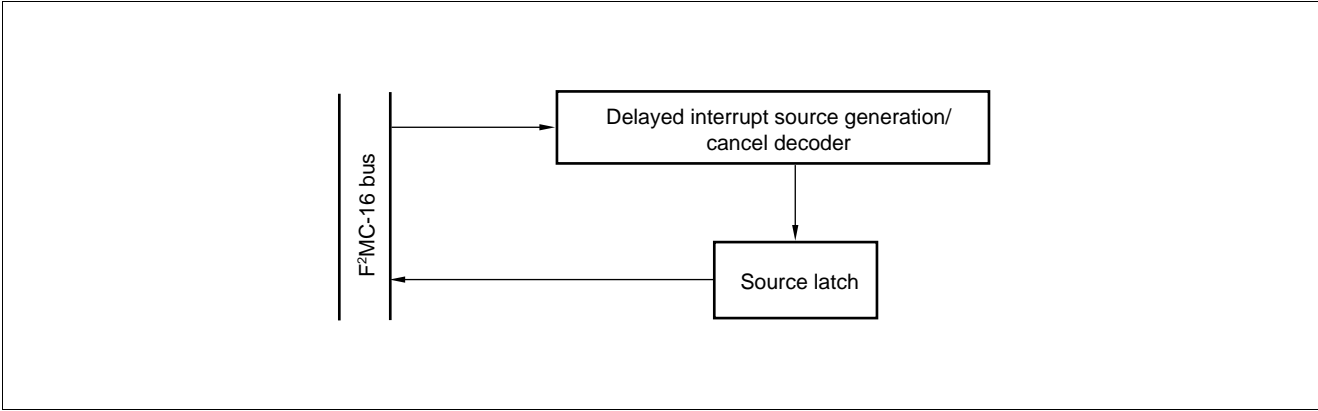 F²MC-16 bus
Delayed interrupt source generation/
cancel decoder
Source latch